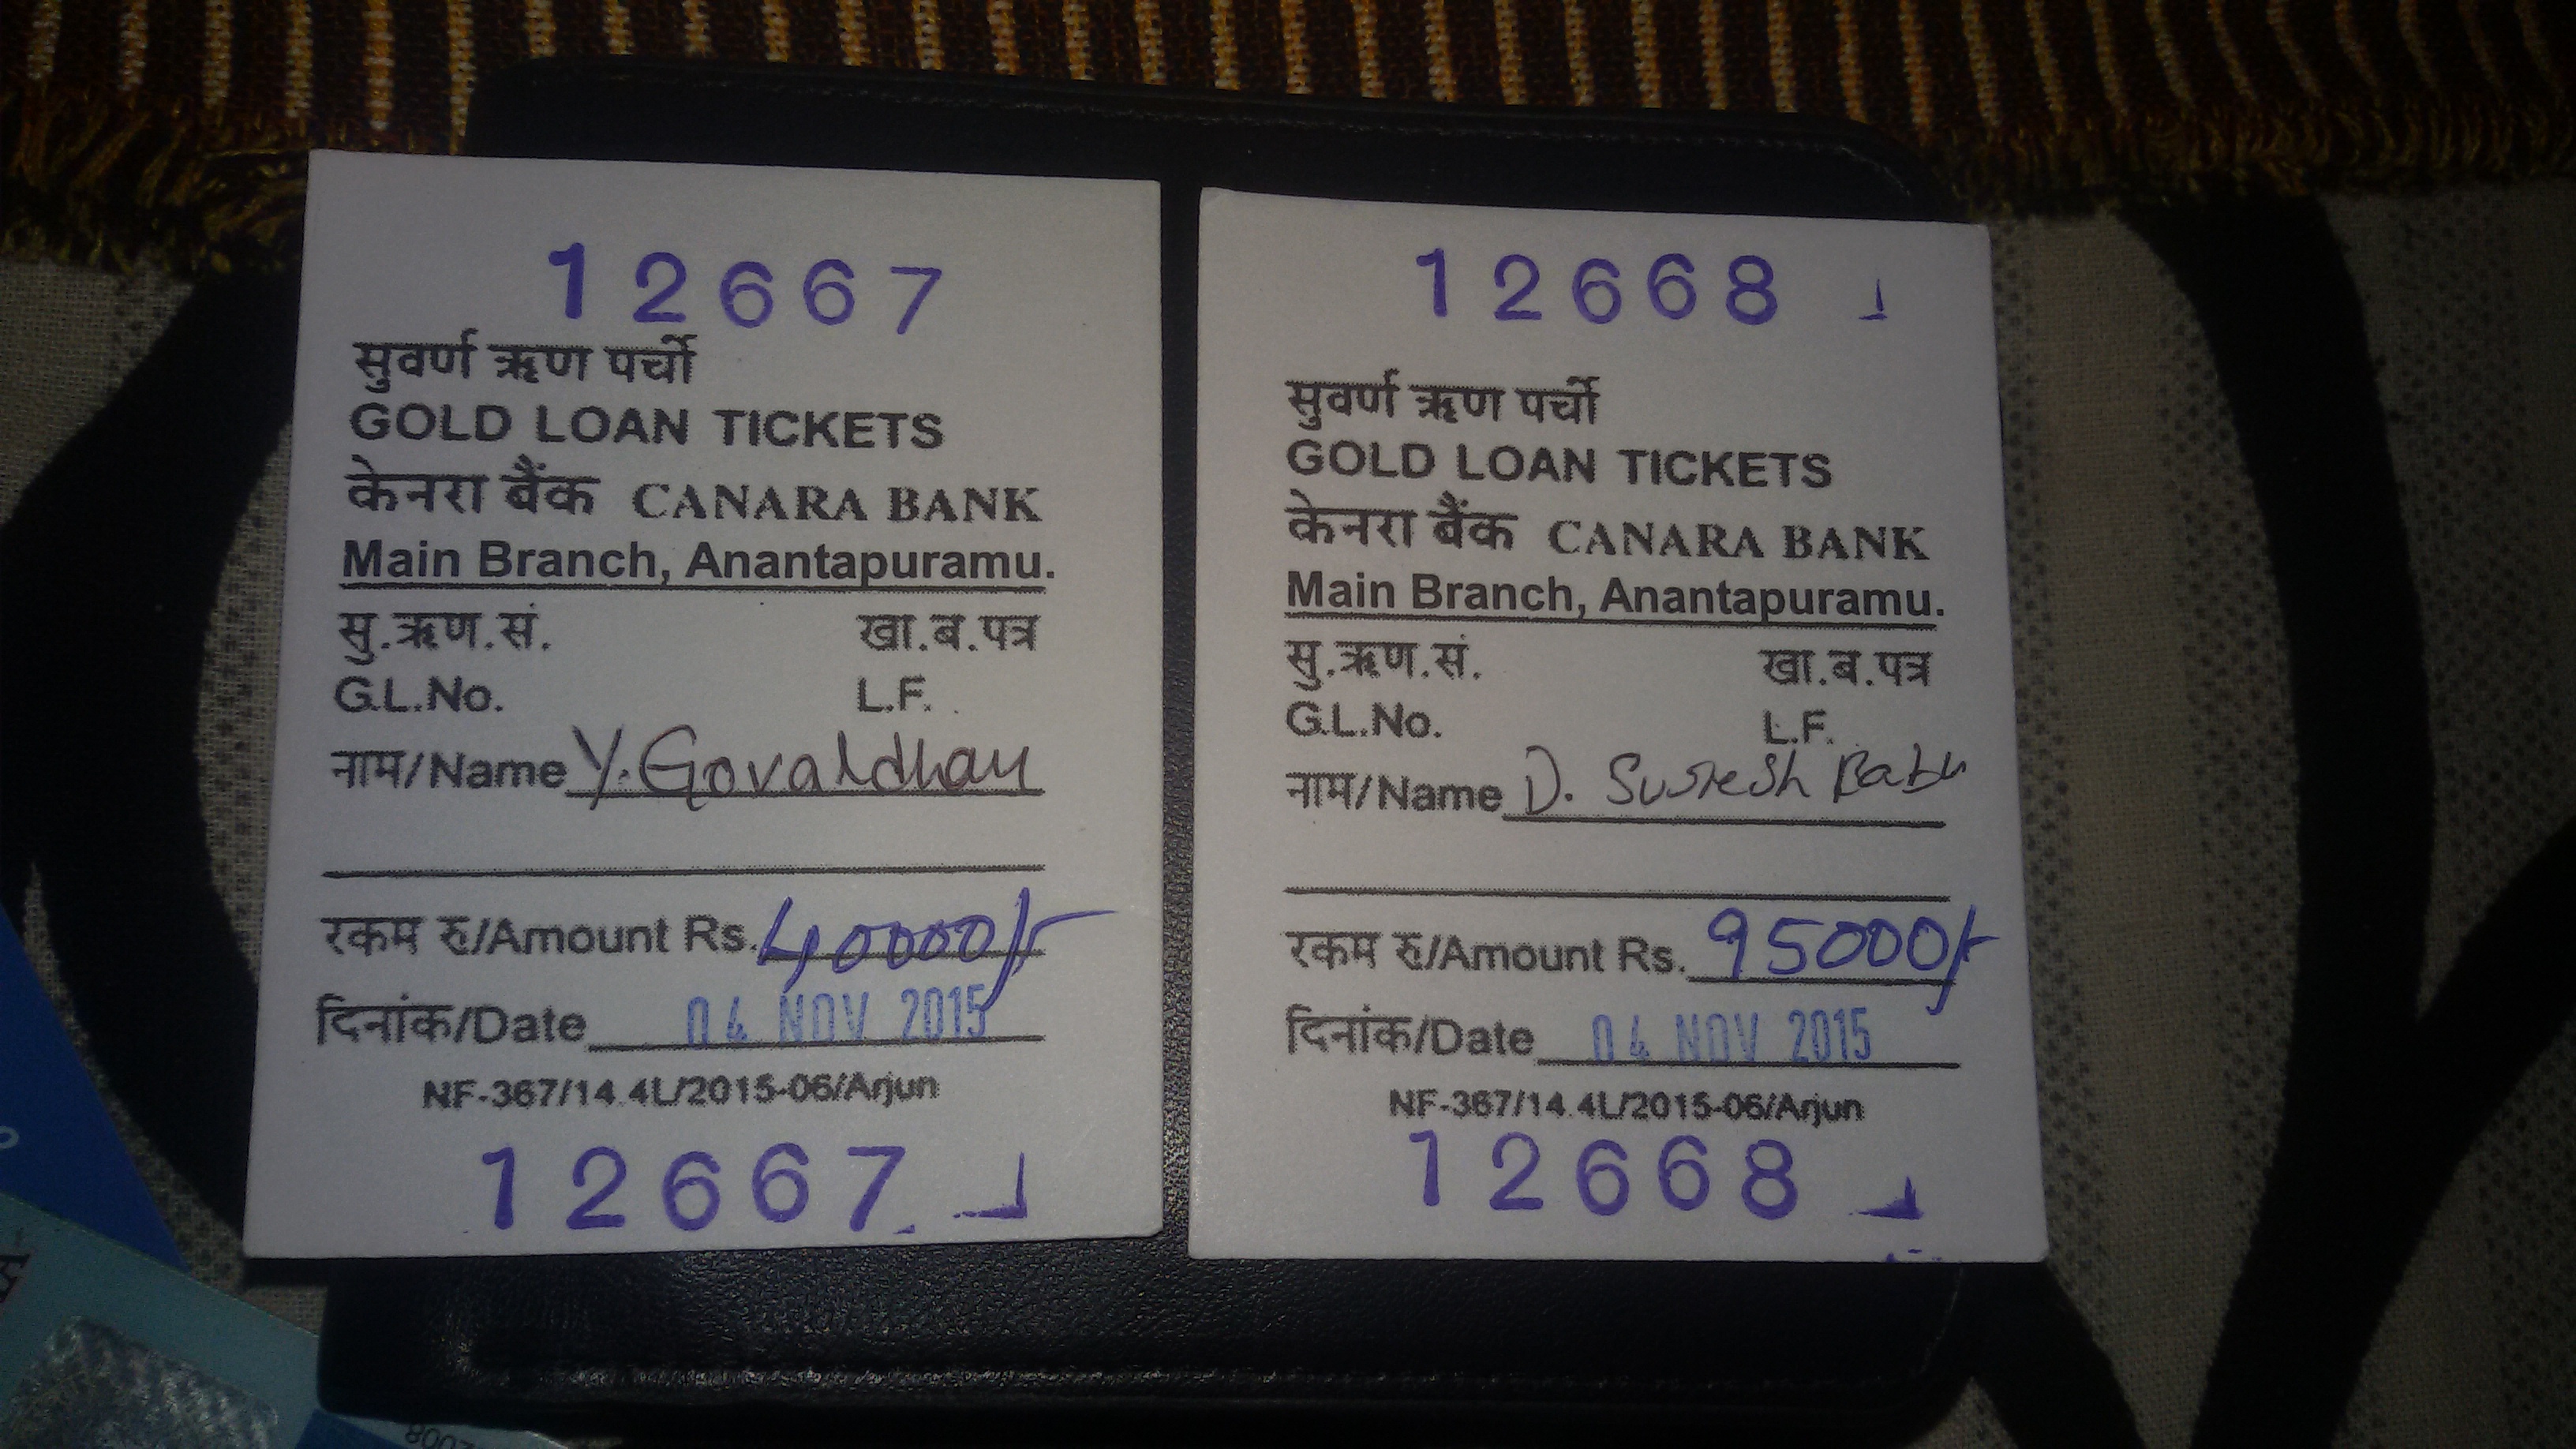 12667
सुवर्ण ऋण पर्ची
GOLD LOAN TICKETS
केनरा बैंक CANARA BANK
Main Branch, Anantapuramu.
सु.ऋण.सं. खा.ब.पत्र
G.L.No. L.F.
नाम/Name Y. Govardhan
रकम रु/Amount Rs. 40000/-
दिनांक/Date 04 NOV 2015
NF-367/14.4L/2015-06/Arjun
12667
12668
सुवर्ण ऋण पर्ची
GOLD LOAN TICKETS
केनरा बैंक CANARA BANK
Main Branch, Anantapuramu.
सु.ऋण.सं. खा.ब.पत्र
G.L.No. L.F.
नाम/Name D. Suresh Babu
रकम रु/Amount Rs. 95000/-
दिनांक/Date 04 NOV 2015
NF-367/14.4L/2015-06/Arjun
12668